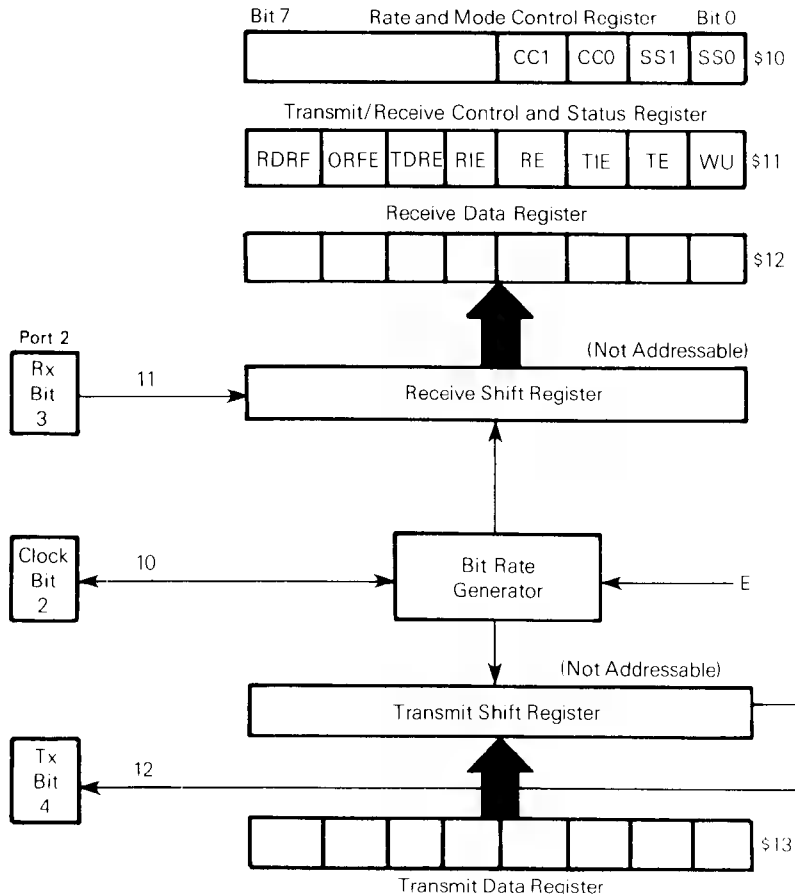 Bit 7 Rate and Mode Control Register Bit 0
CC1 CC0 SS1 SS0 $10
Transmit/Receive Control and Status Register
RDRF ORFE TDRE RIE RE TIE TE WU $11
Receive Data Register
$12
Port 2
(Not Addressable)
Rx
Bit
3
11
Receive Shift Register
Clock
Bit
2
10
Bit Rate
Generator
E
(Not Addressable)
Transmit Shift Register
Tx
Bit
4
12
$13
Transmit Data Register